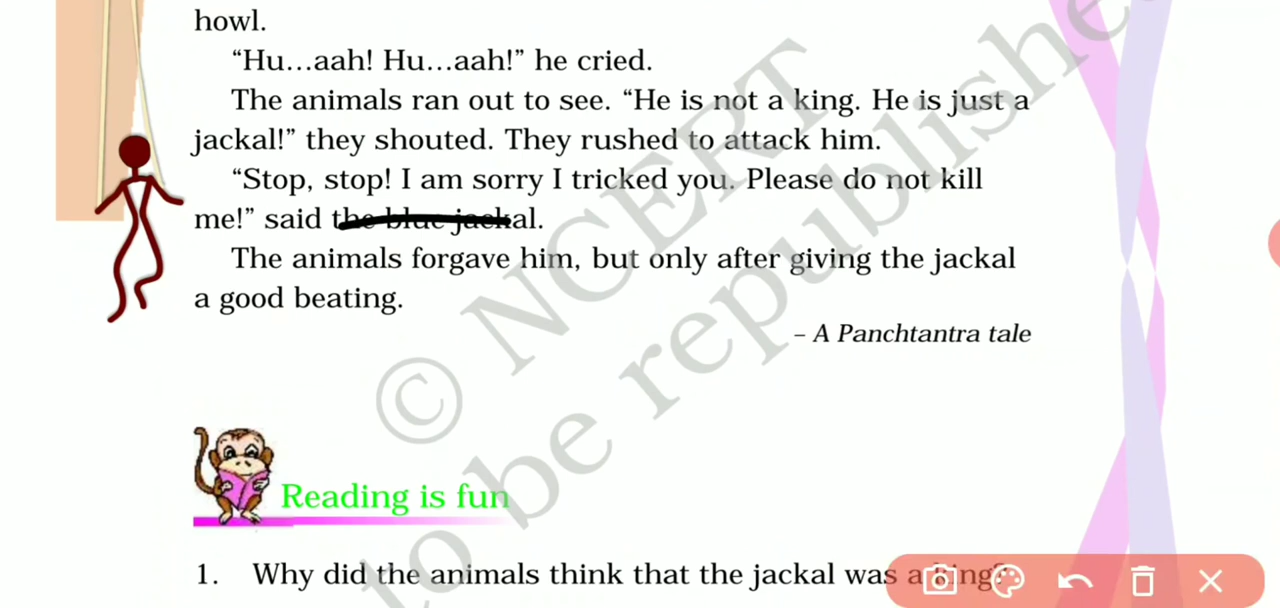 howl.
“Hu...aah! Hu...aah!” he cried.
The animals ran out to see. “He is not a king. He is just a
jackal!” they shouted. They rushed to attack him.
“Stop, stop! I am sorry I tricked you. Please do not kill
me!” said the blue jackal.
The animals forgave him, but only after giving the jackal
a good beating.
– A Panchtantra tale
© NCERT
to be republishe
Reading is fun
1. Why did the animals think that the jackal was a king?